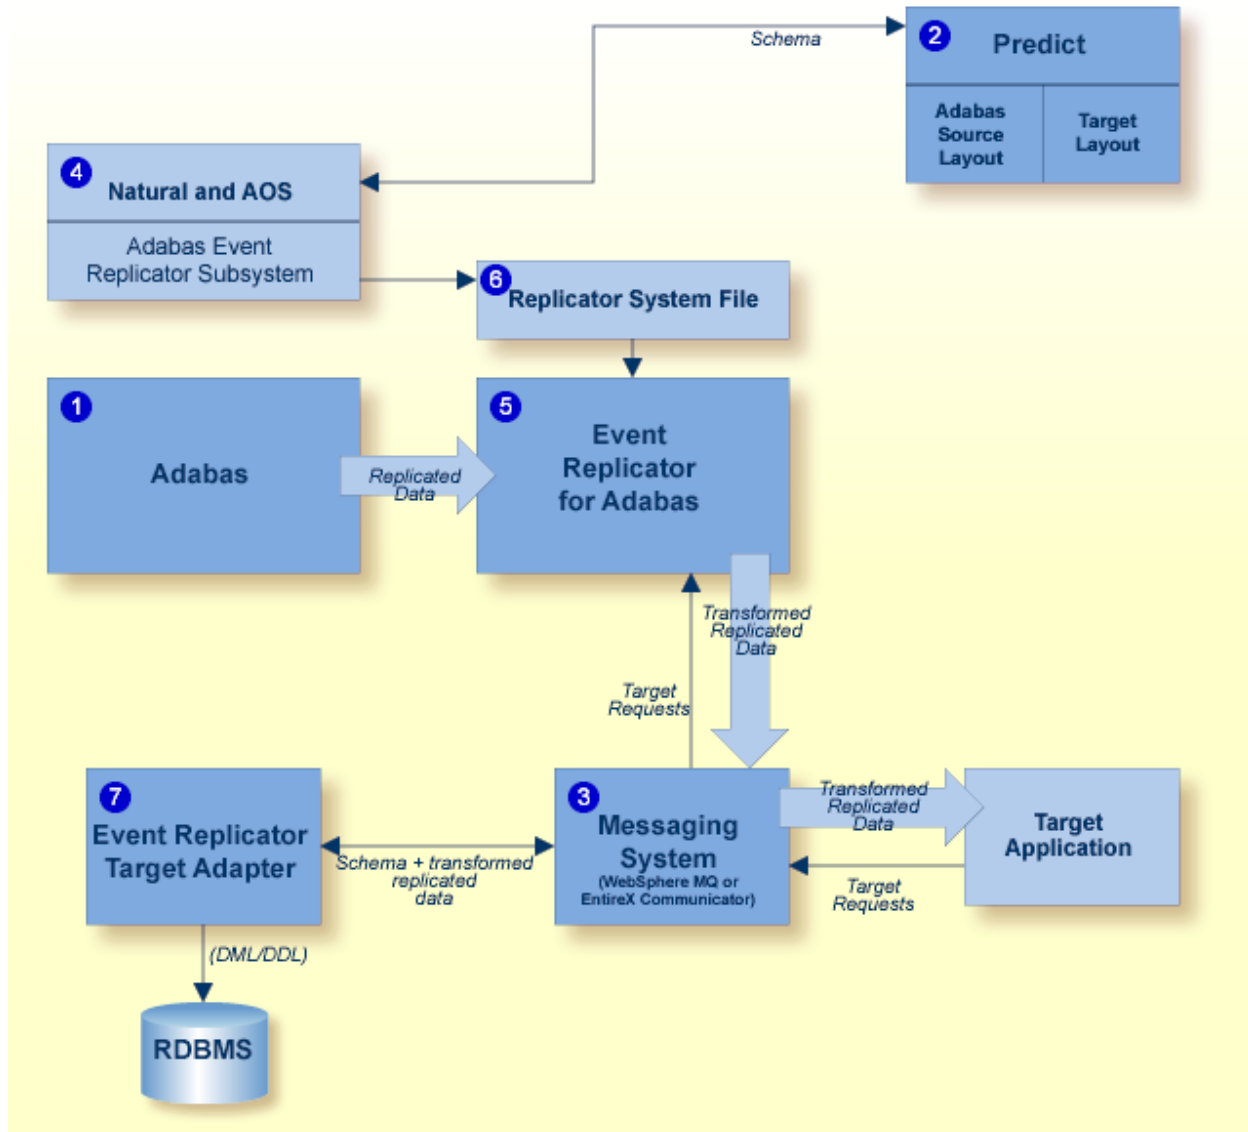 Schema
2
Predict
Adabas
Source
Layout
Target
Layout
4
Natural and AOS
Adabas Event
Replicator Subsystem
6
Replicator System File
1
Adabas
Replicated
Data
5
Event
Replicator
for Adabas
Transformed
Replicated
Data
Target
Requests
7
Event Replicator
Target Adapter
Schema + transformed
replicated
data
3
Messaging
System
(WebSphere MQ or
EntireX Communicator)
Transformed
Replicated
Data
Target
Requests
Target
Application
(DML/DDL)
RDBMS